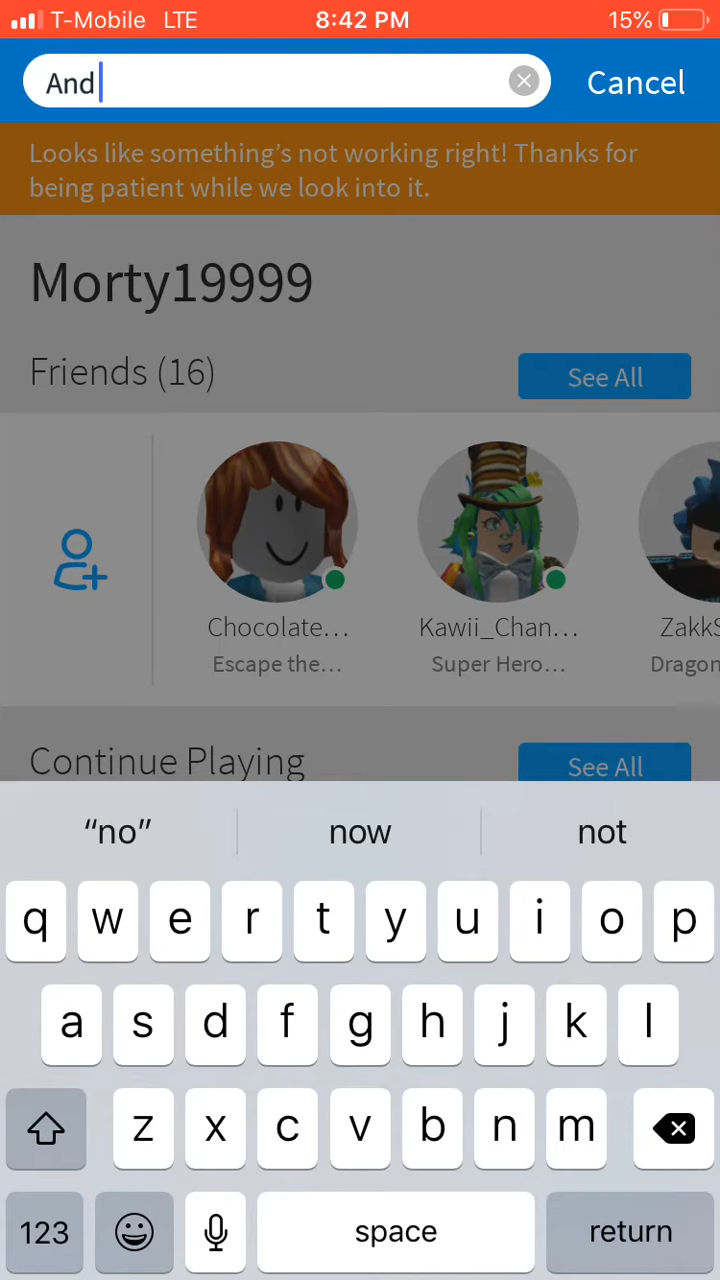 T-Mobile LTE 8:42 PM 15%
And Cancel
Looks like something's not working right! Thanks for
being patient while we look into it.
Morty19999
Friends (16) See All
Chocolate... Kawii_Chan... ZakkS
Escape the... Super Hero... Dragon
Continue Playing See All
“no” now not
q w e r t y u i o p
a s d f g h j k l
z x c v b n m
123 space return